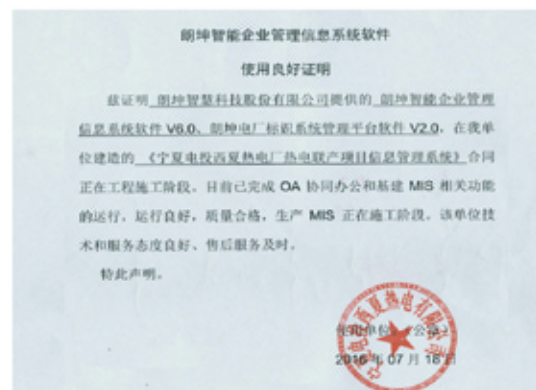 朗坤智能企业管理信息系统软件
使用良好证明
兹证明 朗坤智慧科技股份有限公司提供的 朗坤智能企业管理
信息系统软件 V6.0、朗坤电厂标识系统管理平台软件 V2.0,在我单
位建造的 《宁夏电投西夏热电厂热电联产项目信息管理系统》合同
正在工程施工阶段。目前已完成 OA 协同办公和基建 MIS 相关功能
的运行,运行良好,质量合格,生产 MIS 正在施工阶段。该单位技
术和服务态度良好、售后服务及时。
特此声明。
使用单位:(公章)
2016 年 07 月 18 日